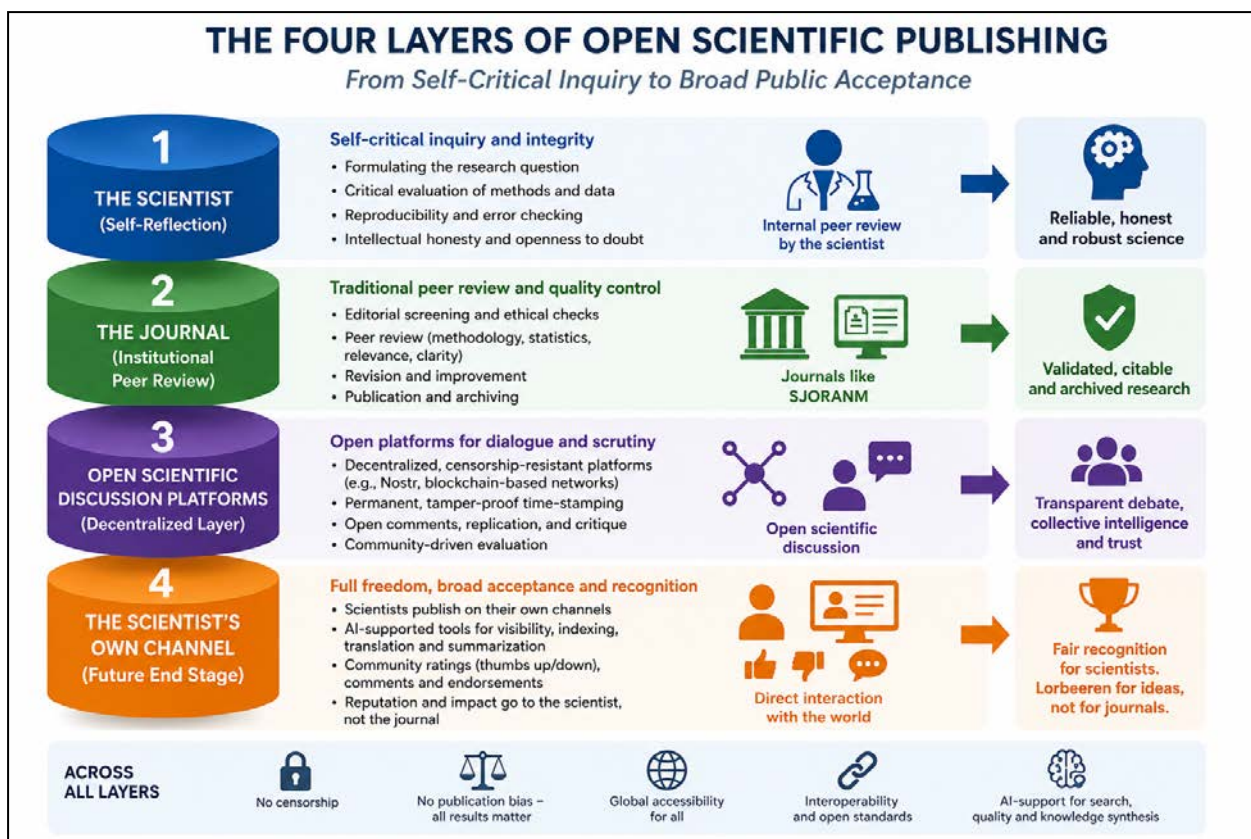 THE FOUR LAYERS OF OPEN SCIENTIFIC PUBLISHING
From Self-Critical Inquiry to Broad Public Acceptance
1
THE SCIENTIST
(Self-Reflection)
Self-critical inquiry and integrity
• Formulating the research question
• Critical evaluation of methods and data
• Reproducibility and error checking
• Intellectual honesty and openness to doubt
Internal peer review
by the scientist
Reliable, honest
and robust science
2
THE JOURNAL
(Institutional
Peer Review)
Traditional peer review and quality control
• Editorial screening and ethical checks
• Peer review (methodology, statistics,
relevance, clarity)
• Revision and improvement
• Publication and archiving
Journals like
SJORANM
Validated, citable
and archived research
3
OPEN SCIENTIFIC
DISCUSSION PLATFORMS
(Decentralized Layer)
Open platforms for dialogue and scrutiny
• Decentralized, censorship-resistant platforms
(e.g., Nostr, blockchain-based networks)
• Permanent, tamper-proof time-stamping
• Open comments, replication, and critique
• Community-driven evaluation
Open scientific
discussion
Transparent debate,
collective intelligence
and trust
4
THE SCIENTIST'S
OWN CHANNEL
(Future End Stage)
Full freedom, broad acceptance and recognition
• Scientists publish on their own channels
• AI-supported tools for visibility, indexing,
translation and summarization
• Community ratings (thumbs up/down),
comments and endorsements
• Reputation and impact go to the scientist,
not the journal
Direct interaction
with the world
Fair recognition
for scientists.
Lorbeeren for ideas,
not for journals.
ACROSS
ALL LAYERS
No censorship
No publication bias –
all results matter
Global accessibility
for all
Interoperability
and open standards
AI-support for search,
quality and knowledge synthesis